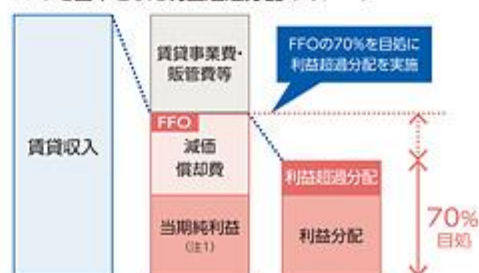 賃貸事業費・
販管費等
FFOの70%を目処に
利益超過分配を実施
FFO
賃貸収入
減価
償却費
利益超過分配
当期純利益
(注1)
利益分配
70%
目処